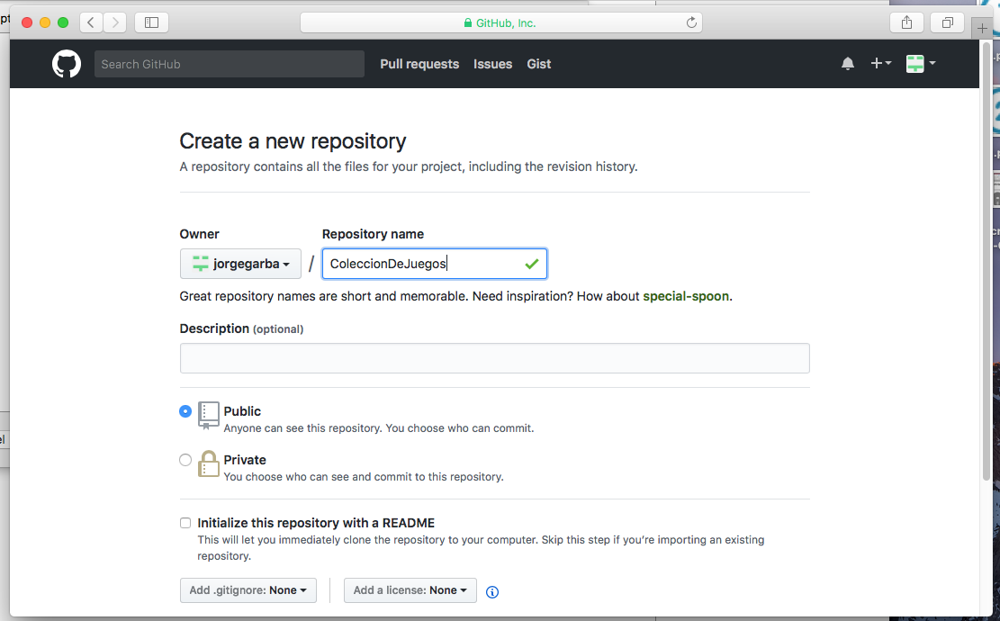 GitHub, Inc.
Search GitHub
Pull requests Issues Gist
Create a new repository
A repository contains all the files for your project, including the revision history.
Owner Repository name
jorgegarba / ColeccionDeJuegos
Great repository names are short and memorable. Need inspiration? How about special-spoon.
Description (optional)
Public
Anyone can see this repository. You choose who can commit.
Private
You choose who can see and commit to this repository.
Initialize this repository with a README
This will let you immediately clone the repository to your computer. Skip this step if you’re importing an existing
repository.
Add .gitignore: None Add a license: None